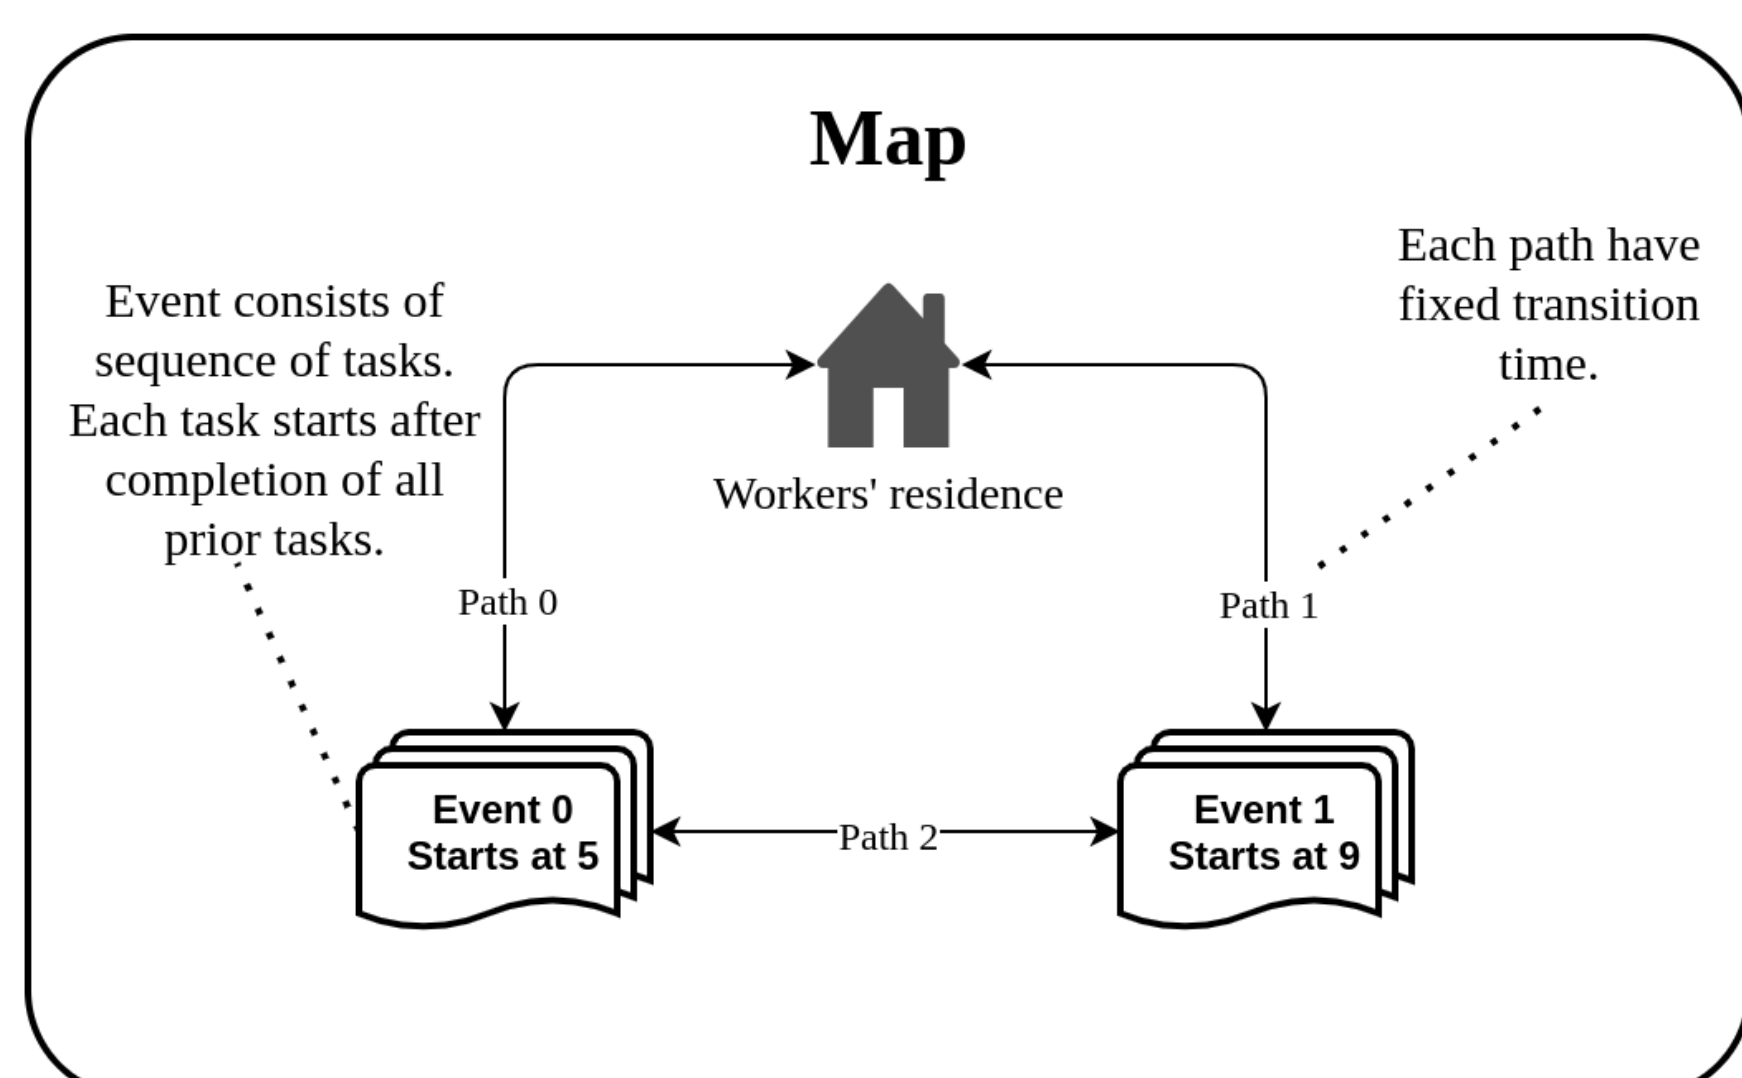 Map
Event consists of
sequence of tasks.
Each task starts after
completion of all
prior tasks.
Each path have
fixed transition
time.
Workers' residence
Path 0
Path 1
Event 0
Starts at 5
Path 2
Event 1
Starts at 9